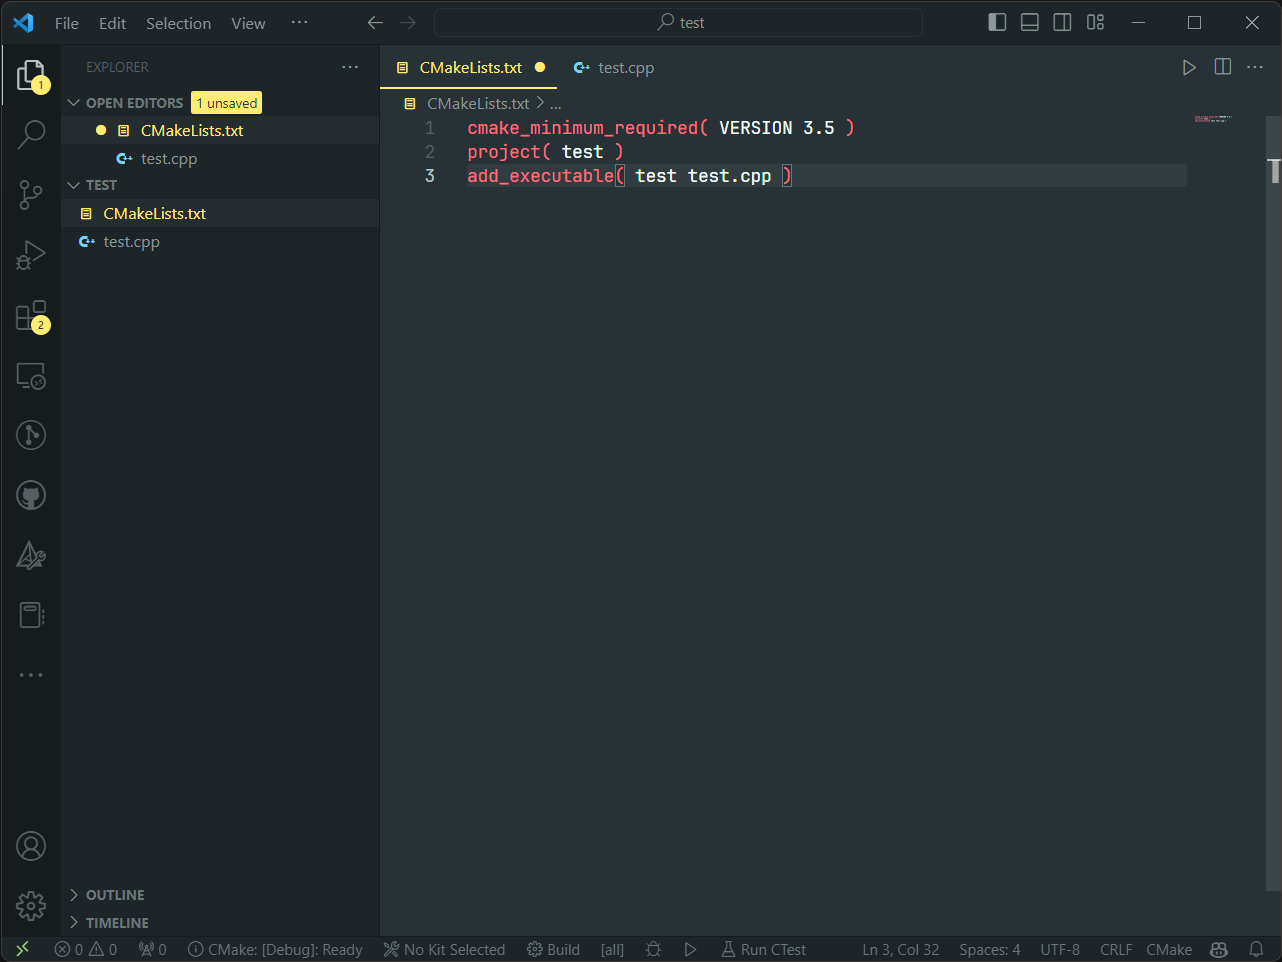 File Edit Selection View ··· test
EXPLORER ···
OPEN EDITORS 1 unsaved
CMakeLists.txt
test.cpp
TEST
CMakeLists.txt
test.cpp
OUTLINE
TIMELINE
1
2
CMakeLists.txt test.cpp
CMakeLists.txt > ...
1 cmake_minimum_required( VERSION 3.5 )
2 project( test )
3 add_executable( test test.cpp )
0 0 0 CMake: [Debug]: Ready No Kit Selected Build [all] Run CTest Ln 3, Col 32 Spaces: 4 UTF-8 CRLF CMake